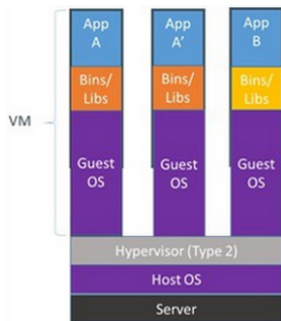 App
A
App
A'
App
B
Bins/
Libs
Bins/
Libs
Bins/
Libs
VM
Guest
OS
Guest
OS
Guest
OS
Hypervisor (Type 2)
Host OS
Server